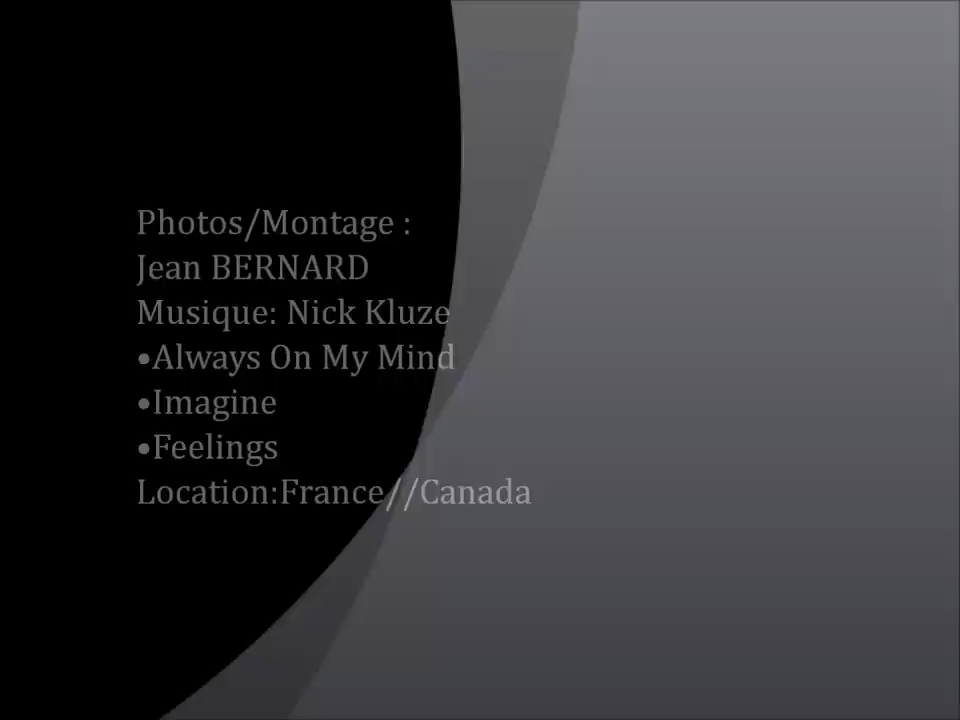 Photos/Montage :
Jean BERNARD
Musique: Nick Kluze
•Always On My Mind
•Imagine
•Feelings
Location:France//Canada